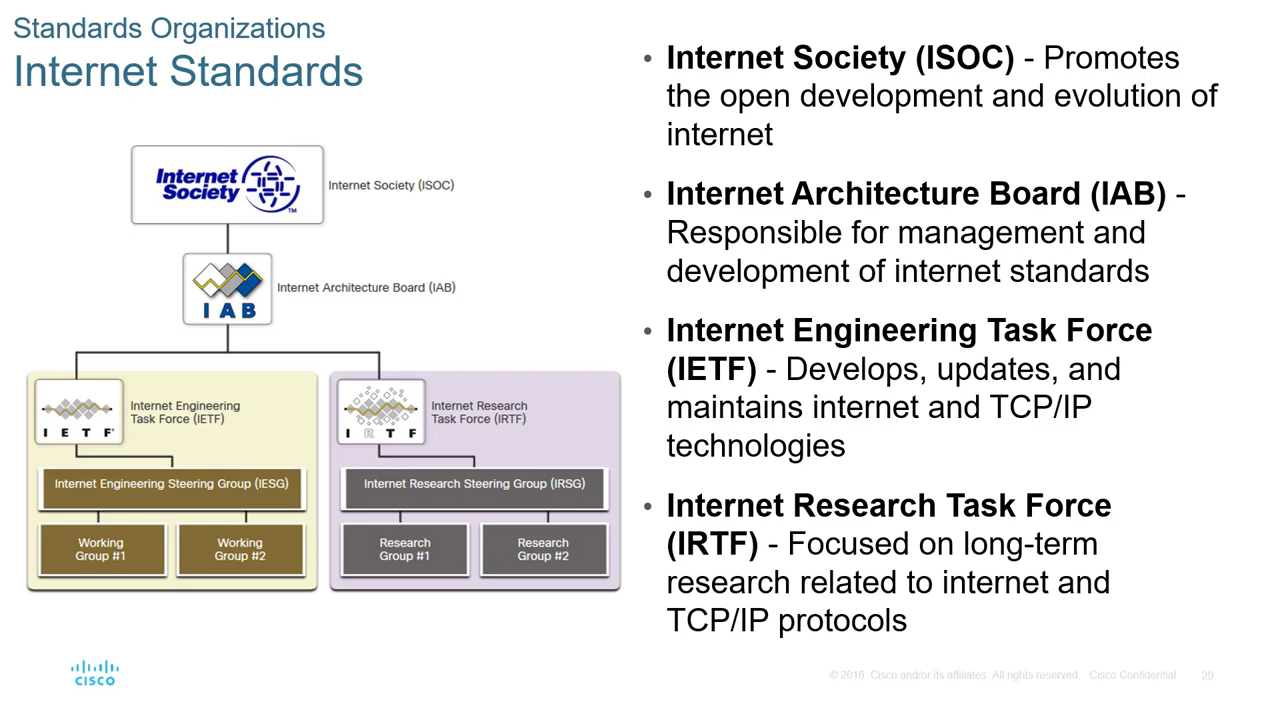 Standards Organizations
Internet Standards
Internet
Society
TM
Internet Society (ISOC)
I A B
Internet Architecture Board (IAB)
I E T F®
Internet Engineering
Task Force (IETF)
Internet Engineering Steering Group (IESG)
Working
Group #1
Working
Group #2
I R T F
Internet Research
Task Force (IRTF)
Internet Research Steering Group (IRSG)
Research
Group #1
Research
Group #2
• Internet Society (ISOC) - Promotes
the open development and evolution of
internet
• Internet Architecture Board (IAB) -
Responsible for management and
development of internet standards
• Internet Engineering Task Force
(IETF) - Develops, updates, and
maintains internet and TCP/IP
technologies
• Internet Research Task Force
(IRTF) - Focused on long-term
research related to internet and
TCP/IP protocols
CISCO
© 2016 Cisco and/or its affiliates. All rights reserved. Cisco Confidential 29